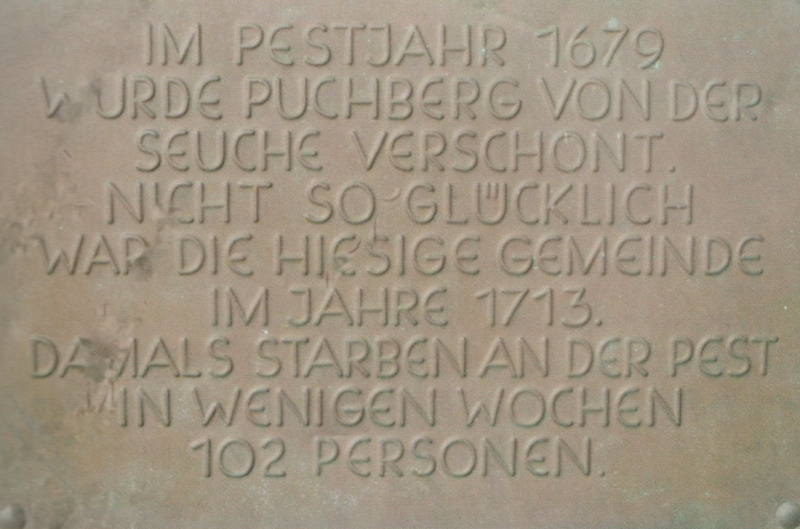 IM PESTJAHR 1679
WURDE PUCHBERG VON DER
SEUCHE VERSCHONT.
NICHT SO GLÜCKLICH
WAR DIE HIESIGE GEMEINDE
IM JAHRE 1713.
DAMALS STARBEN AN DER PEST
IN WENIGEN WOCHEN
102 PERSONEN.